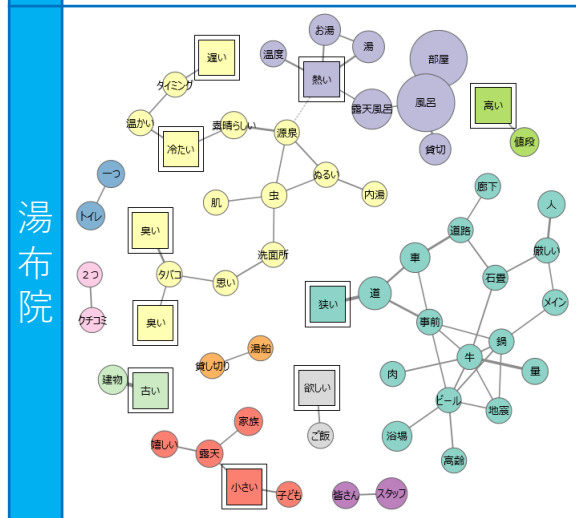 湯布院
お湯
湯
温度
部屋
遅い
熱い
タイミング
高い
風呂
露天風呂
温かい
素晴らしい
源泉
冷たい
貸切
値段
一つ
ぬるい
廊下
肌
虫
内湯
人
トイレ
臭い
道路
厳しい
車
洗面所
２つ
タバコ
思い
石畳
道
狭い
メイン
クチコミ
臭い
事前
鍋
湯船
牛
貸し切り
肉
量
建物
古い
欲しい
ビール
地震
家族
ご飯
浴場
嬉しい
露天
高齢
小さい
子ども
皆さん
スタッフ